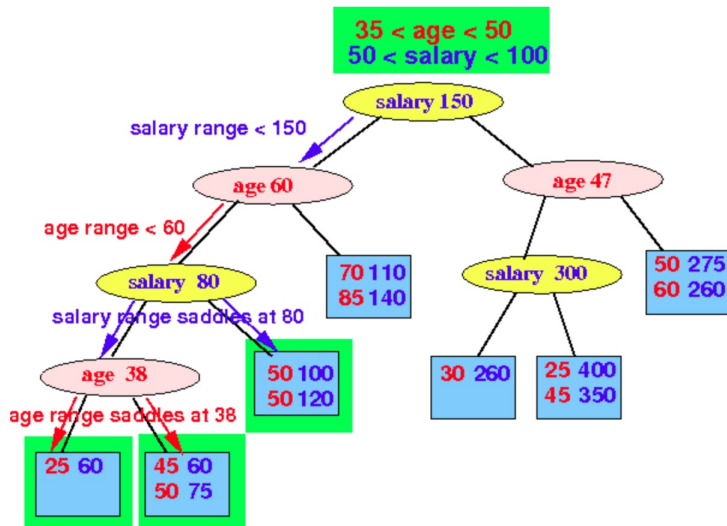 35 < age < 50
50 < salary < 100
salary 150
salary range < 150
age 60
age 47
age range < 60
salary 80
70 110
85 140
salary 300
50 275
60 260
salary range saddles at 80
age 38
50 100
50 120
30 260
25 400
45 350
age range saddles at 38
25 60
45 60
50 75